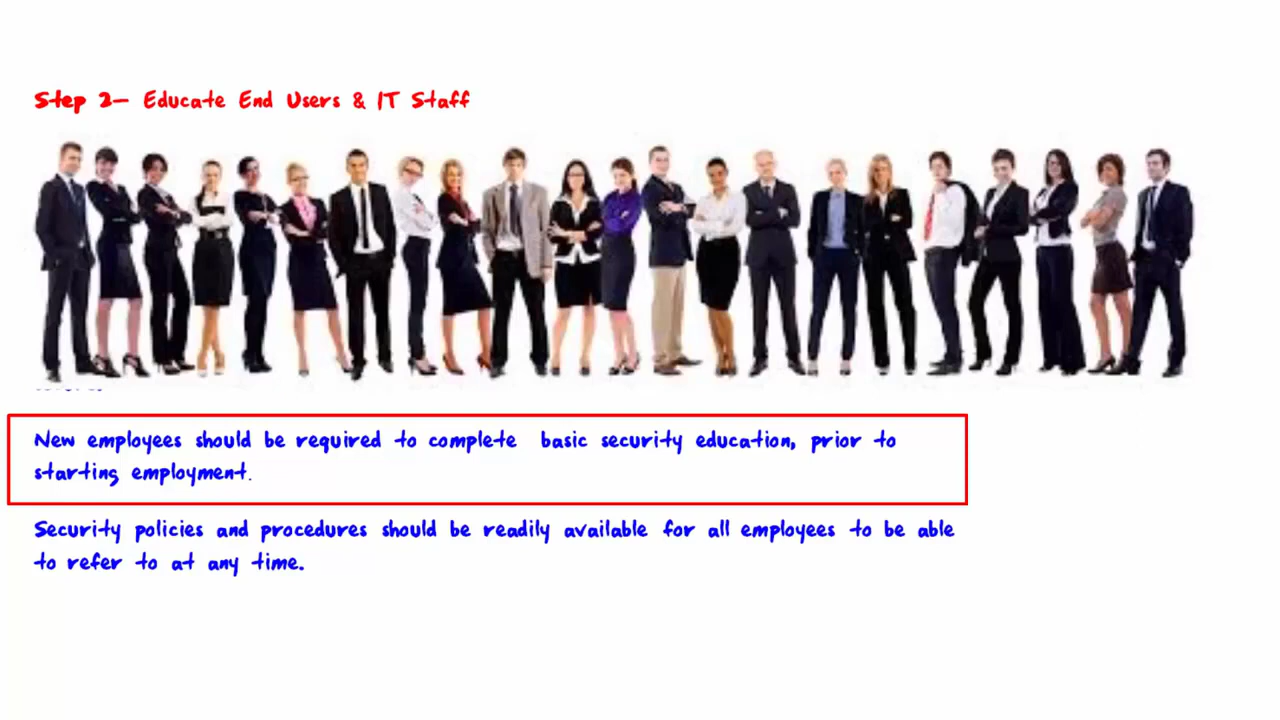 Step 2– Educate End Users & IT Staff
New employees should be required to complete basic security education, prior to
starting employment.
Security policies and procedures should be readily available for all employees to be able
to refer to at any time.